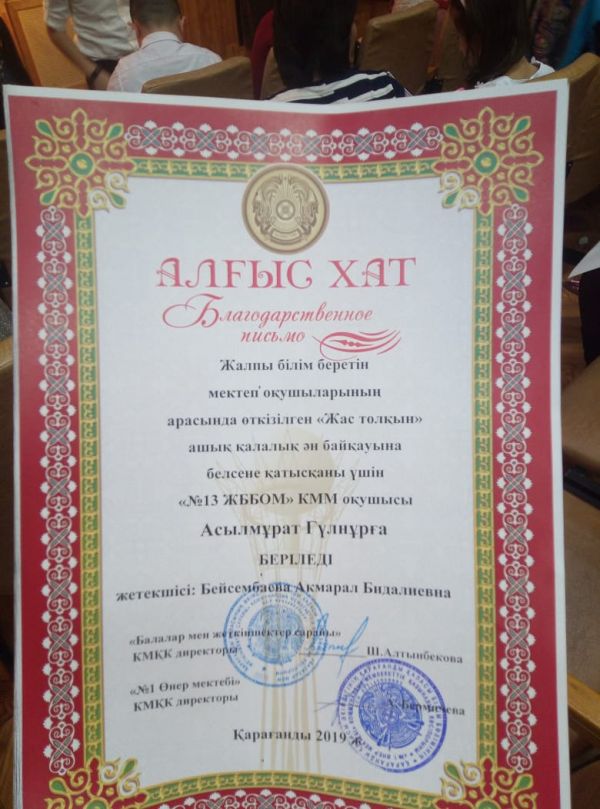 АЛҒЫС ХАТ
Благодарственное
письмо
Жалпы білім беретін
мектеп оқушыларының
арасында өткізілген «Жас толқын»
ашық қалалық ән байқауына
белсене қатысқаны үшін
«№13 ЖББОМ» КММ оқушысы
Асылмұрат Гүлнұрға
БЕРІЛЕДІ
жетекшісі: Бейсембаева Ақмарал Бидалиевна
«Балалар мен жеткіншектер сарайы»
КМҚК директоры
Ш.Алтынбекова
«№1 Өнер мектебі»
КМҚК директоры
Қарағанды 2019 ж